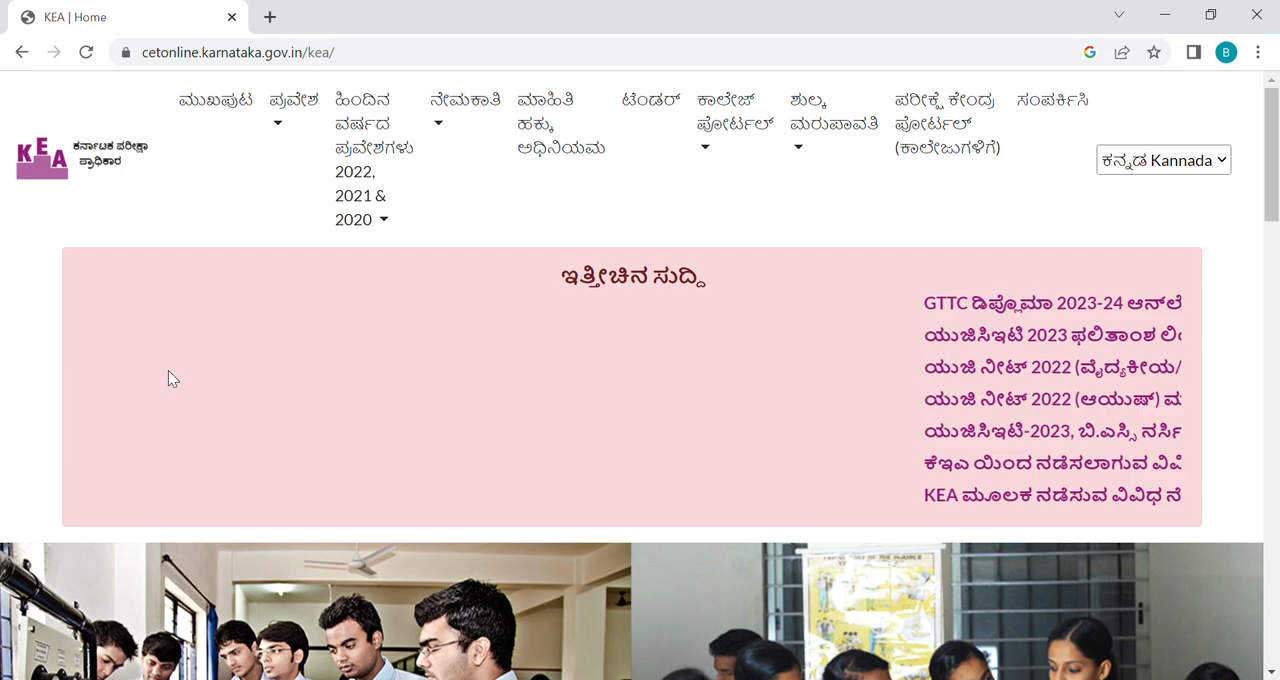 KEA | Home
cetonline.karnataka.gov.in/kea/
B
KEA
ಕರ್ನಾಟಕ ಪರೀಕ್ಷಾ
ಪ್ರಾಧಿಕಾರ
ಮುಖಪುಟ
ಪ್ರವೇಶ
ಹಿಂದಿನ
ವರ್ಷದ
ಪ್ರವೇಶಗಳು
2022,
2021 &
2020
ನೇಮಕಾತಿ
ಮಾಹಿತಿ
ಹಕ್ಕು
ಅಧಿನಿಯಮ
ಟೆಂಡರ್
ಕಾಲೇಜ್
ಪೋರ್ಟಲ್
ಶುಲ್ಕ
ಮರುಪಾವತಿ
ಪರೀಕ್ಷೆ ಕೇಂದ್ರ
ಪೋರ್ಟಲ್
(ಕಾಲೇಜುಗಳಿಗೆ)
ಸಂಪರ್ಕಿಸಿ
ಕನ್ನಡ Kannada
ಇತ್ತೀಚಿನ ಸುದ್ದಿ
GTTC ಡಿಪ್ಲೊಮಾ 2023-24
ಯುಜಿಸಿಇಟಿ 2023 ಫಲಿತಾಂಶ
ಯುಜಿ ನೀಟ್ 2022 (ವೈದ್ಯಕೀಯ/
ಯುಜಿ ನೀಟ್ 2022 (ಆಯುಷ್)
ಯುಜಿಸಿಇಟಿ-2023, ಬಿ.ಎಸ್ಸಿ
ಕೆಇಎ ಯಿಂದ ನಡೆಸಲಾಗುವ
KEA ಮೂಲಕ ನಡೆಸುವ ವಿವಿಧ